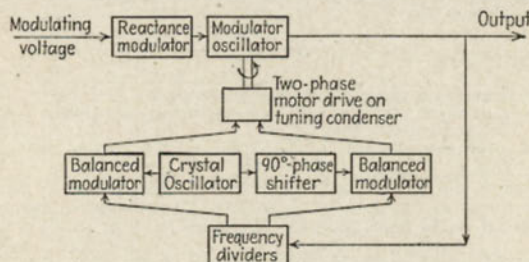 Modulating
voltage
Reactance
modulator
Modulator
oscillator
Output
Two-phase
motor drive on
tuning condenser
Balanced
modulator
Crystal
Oscillator
90°-phase
shifter
Balanced
modulator
Frequency
dividers